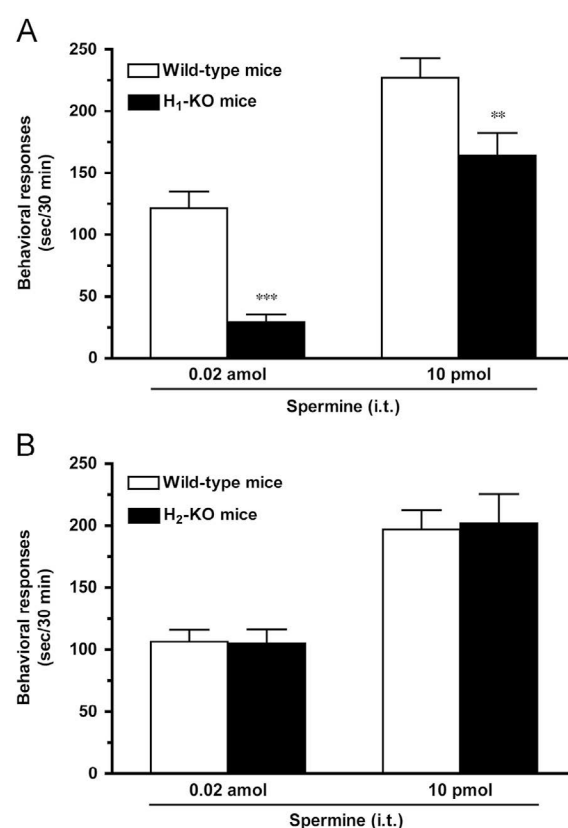 A
Behavioral responses
(sec/30 min)
250
200
150
100
50
0
Wild-type mice
H₁-KO mice
***
**
0.02 amol
10 pmol
Spermine (i.t.)
B
Behavioral responses
(sec/30 min)
250
200
150
100
50
0
Wild-type mice
H₂-KO mice
0.02 amol
10 pmol
Spermine (i.t.)